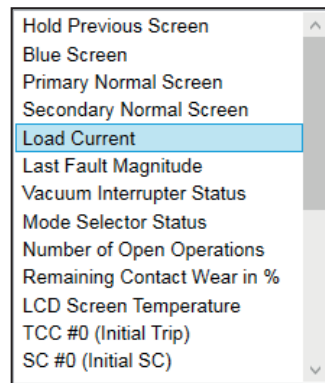 Hold Previous Screen
Blue Screen
Primary Normal Screen
Secondary Normal Screen
Load Current
Last Fault Magnitude
Vacuum Interrupter Status
Mode Selector Status
Number of Open Operations
Remaining Contact Wear in %
LCD Screen Temperature
TCC #0 (Initial Trip)
SC #0 (Initial SC)